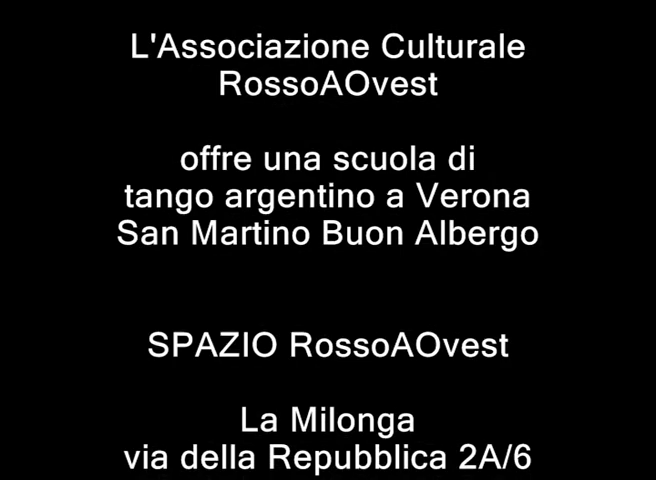 L'Associazione Culturale
RossoAOvest
offre una scuola di
tango argentino a Verona
San Martino Buon Albergo
SPAZIO RossoAOvest
La Milonga
via della Repubblica 2A/6